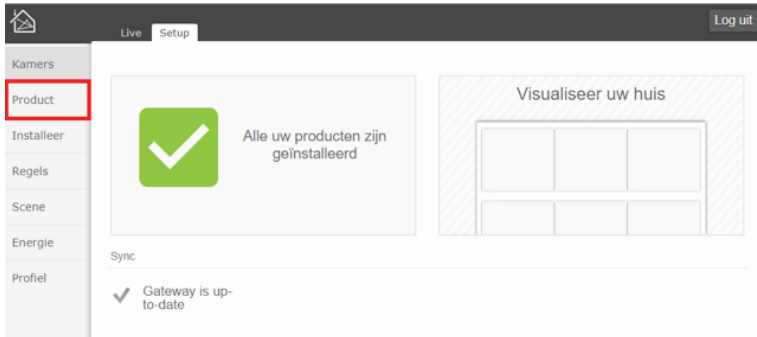 Log uit
Live
Setup
Kamers
Product
Installeer
Regels
Scene
Energie
Profiel
Alle uw producten zijn
geïnstalleerd
Visualiseer uw huis
Sync
Gateway is up-
to-date